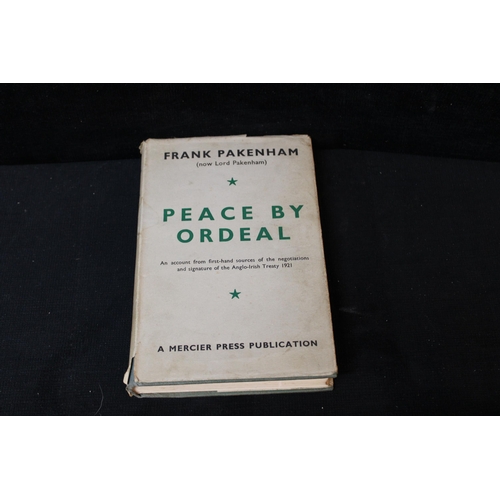 FRANK PAKENHAM
(now Lord Pakenham)
PEACE BY
ORDEAL
An account from first-hand sources of the negotiations
and signature of the Anglo-Irish Treaty 1921
A MERCIER PRESS PUBLICATION